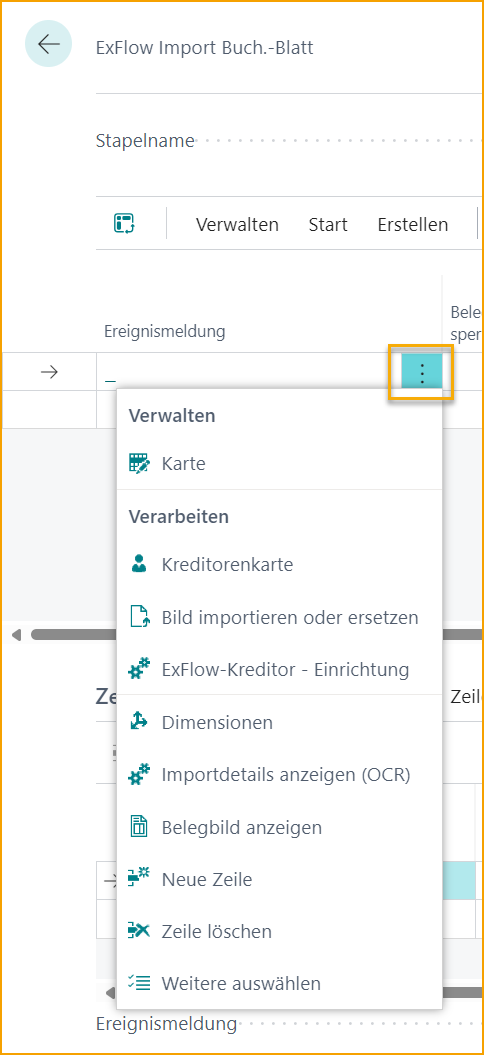 ExFlow Import Buch.-Blatt
Stapelname
Verwalten Start Erstellen
Ereignismeldung
Bele
sper
_
Verwalten
Karte
Verarbeiten
Kreditorenkarte
Bild importieren oder ersetzen
ExFlow-Kreditor - Einrichtung
Ze
Zeil
Dimensionen
Importdetails anzeigen (OCR)
Belegbild anzeigen
Neue Zeile
Zeile löschen
Weitere auswählen
Ereignismeldung